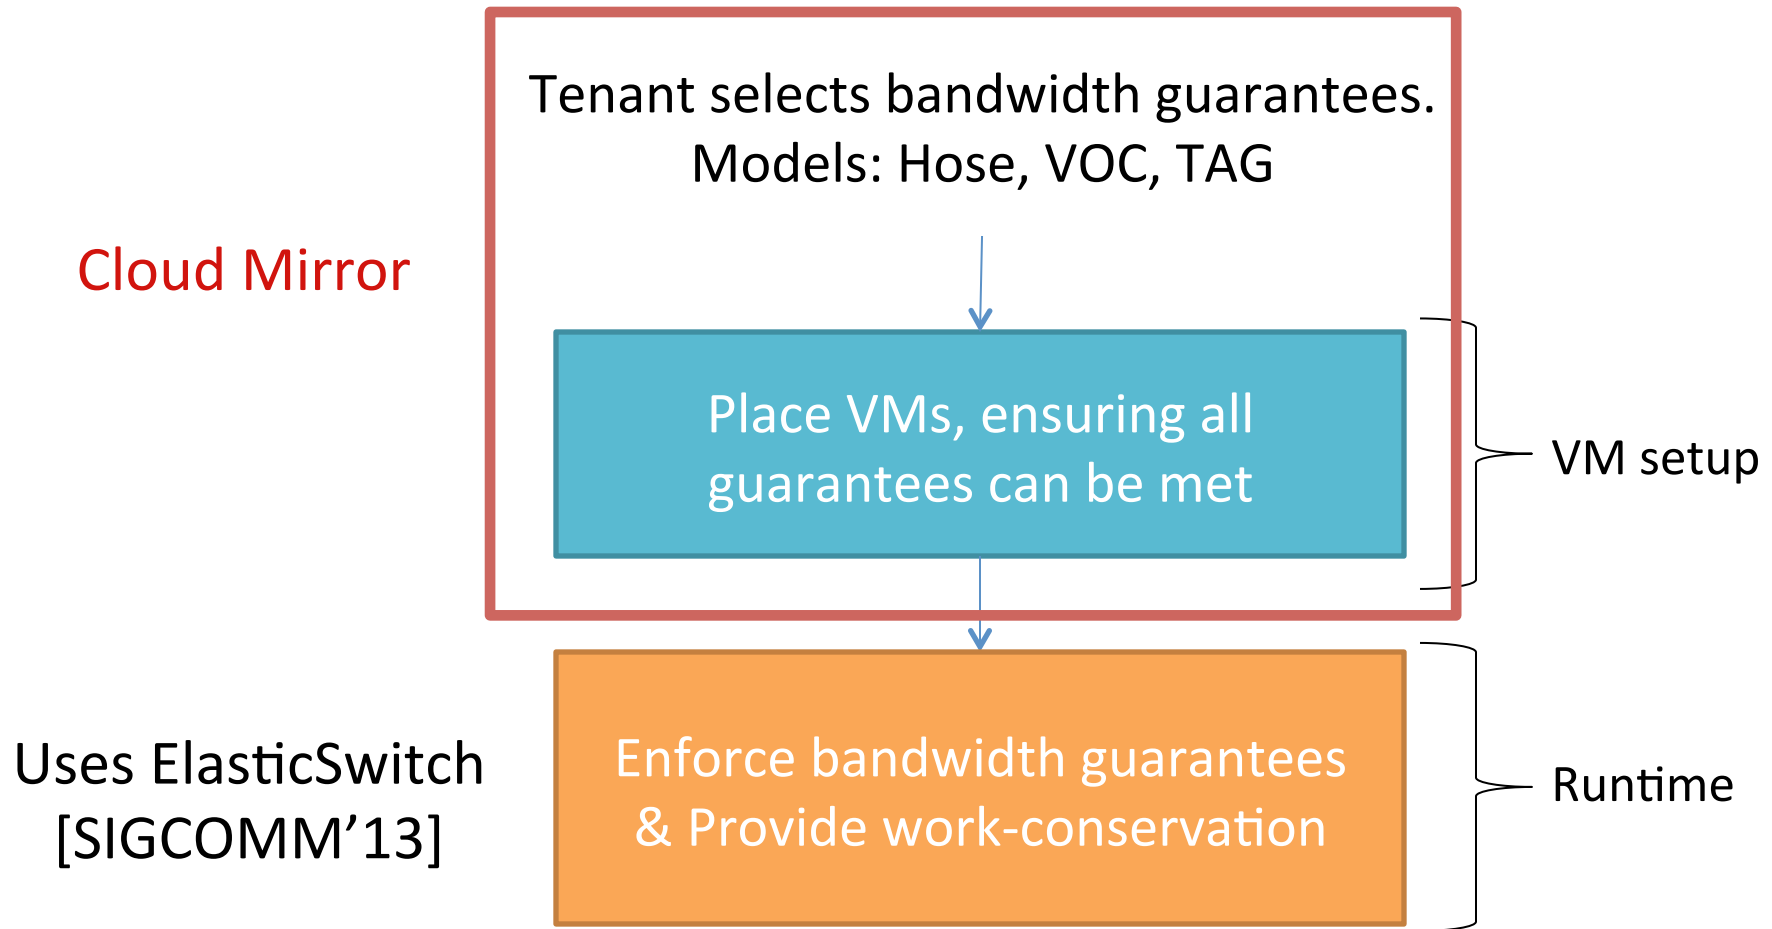 Tenant selects bandwidth guarantees.
Models: Hose, VOC, TAG
Cloud Mirror
Place VMs, ensuring all
guarantees can be met
VM setup
Uses ElasticSwitch
[SIGCOMM’13]
Enforce bandwidth guarantees
& Provide work-conservation
Runtime